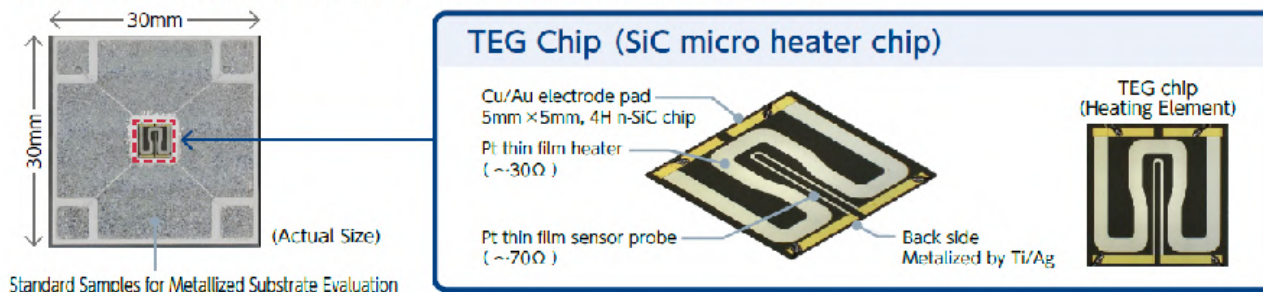 30mm
30mm
(Actual Size)
Standard Samples for Metallized Substrate Evaluation
TEG Chip (SiC micro heater chip)
Cu/Au electrode pad
5mm×5mm, 4H n-SiC chip
Pt thin film heater
(~30Ω)
Pt thin film sensor probe
(~70Ω)
Back side
Metalized by Ti/Ag
TEG chip
(Heating Element)